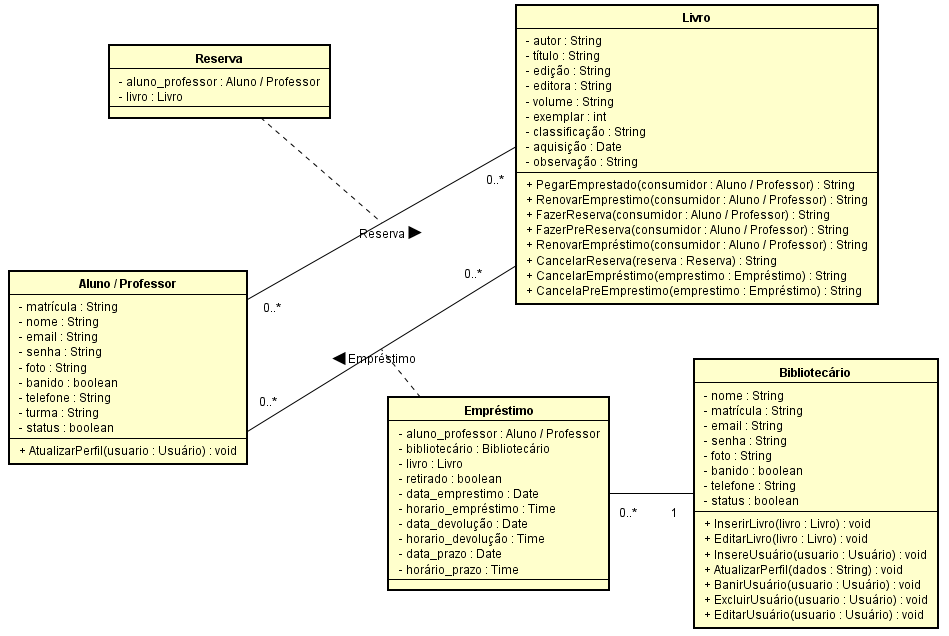 Reserva
- aluno_professor : Aluno / Professor
- livro : Livro
Livro
- autor : String
- título : String
- edição : String
- editora : String
- volume : String
- exemplar : int
- classificação : String
- aquisição : Date
- observação : String
+ PegarEmprestado(consumidor : Aluno / Professor) : String
+ RenovarEmprestimo(consumidor : Aluno / Professor) : String
+ FazerReserva(consumidor : Aluno / Professor) : String
+ FazerPreReserva(consumidor : Aluno / Professor) : String
+ RenovarEmpréstimo(consumidor : Aluno / Professor) : String
+ CancelarReserva(reserva : Reserva) : String
+ CancelarEmpréstimo(emprestimo : Empréstimo) : String
+ CancelaPreEmprestimo(emprestimo : Empréstimo) : String
0..*
Reserva
0..*
0..*
Aluno / Professor
- matrícula : String
- nome : String
- email : String
- senha : String
- foto : String
- banido : boolean
- telefone : String
- turma : String
- status : boolean
+ AtualizarPerfil(usuario : Usuário) : void
Empréstimo
0..*
Empréstimo
- aluno_professor : Aluno / Professor
- bibliotecário : Bibliotecário
- livro : Livro
- retirado : boolean
- data_emprestimo : Date
- horario_empréstimo : Time
- data_devolução : Date
- horario_devolução : Time
- data_prazo : Date
- horário_prazo : Time
0..*
1
Bibliotecário
- nome : String
- matrícula : String
- email : String
- senha : String
- foto : String
- banido : boolean
- telefone : String
- status : boolean
+ InserirLivro(livro : Livro) : void
+ EditarLivro(livro : Livro) : void
+ InsereUsuário(usuario : Usuário) : void
+ AtualizarPerfil(dados : String) : void
+ BanirUsuário(usuario : Usuário) : void
+ ExcluirUsuário(usuario : Usuário) : void
+ EditarUsuário(usuario : Usuário) : void